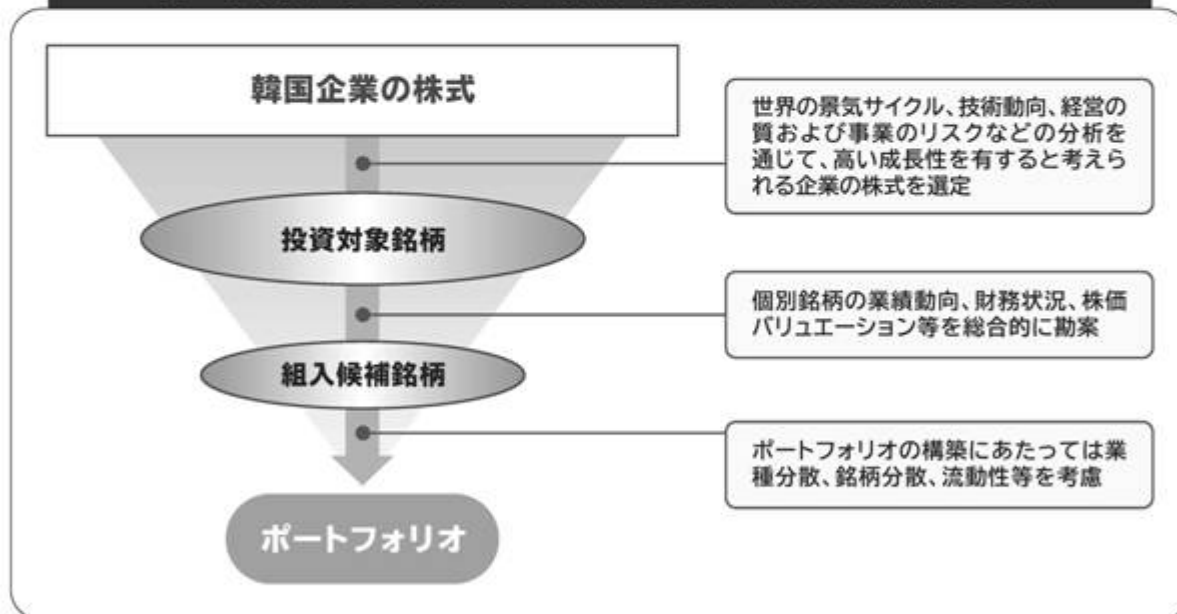 韓国企業の株式
世界の景気サイクル、技術動向、経営の
質および事業のリスクなどの分析を
通じて、高い成長性を有すると考えら
れる企業の株式を選定
投資対象銘柄
個別銘柄の業績動向、財務状況、株価
バリュエーション等を総合的に勘案
組入候補銘柄
ポートフォリオの構築にあたっては業
種分散、銘柄分散、流動性等を考慮
ポートフォリオ